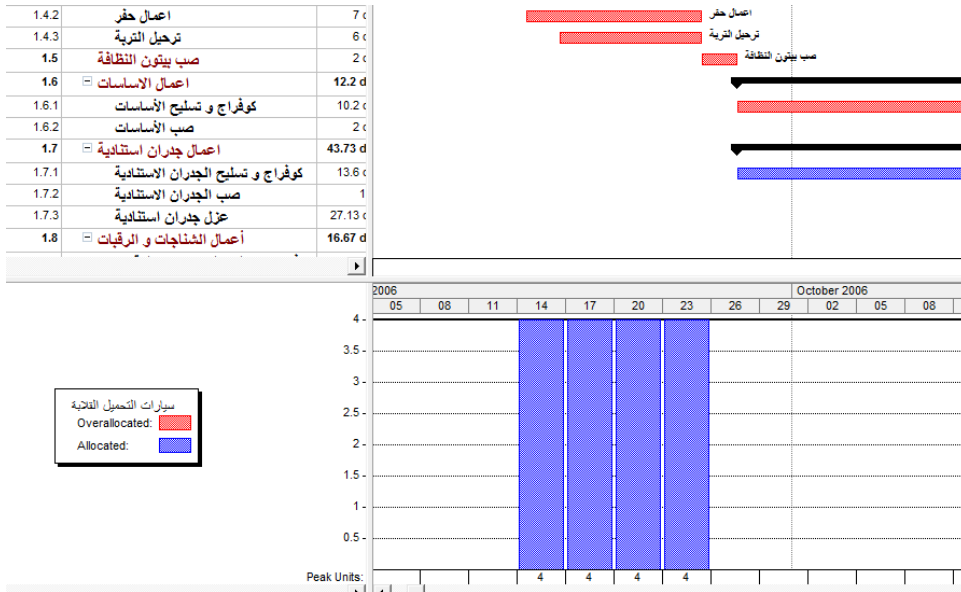 1.4.2 اعمال حفر 7 d
1.4.3 ترحيل التربة 6 d
1.5 صب بيتون النظافة 2 d
1.6 اعمال الاساسات 12.2 d
1.6.1 كوفراج و تسليح الأساسات 10.2 d
1.6.2 صب الأساسات 2 d
1.7 اعمال جدران استنادية 43.73 d
1.7.1 كوفراج و تسليح الجدران الاستنادية 13.6 d
1.7.2 صب الجدران الاستنادية 1
1.7.3 عزل جدران استنادية 27.13 d
1.8 أعمال الشناجات و الرقبات 16.67 d
اعمال حفر
ترحيل التربة
صب بيتون النظافة
2006 October 2006
05 08 11 14 17 20 23 26 29 02 05 08
4
3.5
3
2.5
2
1.5
1
0.5
سيارات التحميل القلابة
Overallocated:
Allocated:
Peak Units: 4 4 4 4